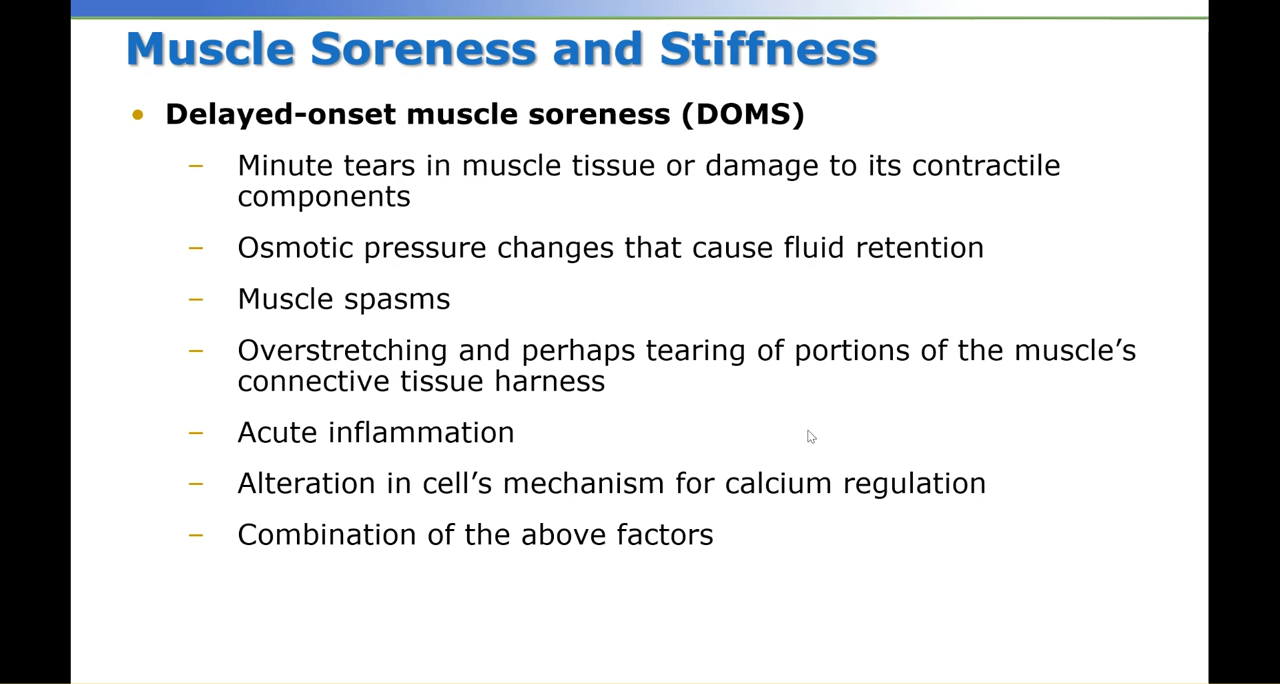 Muscle Soreness and Stiffness
• Delayed-onset muscle soreness (DOMS)
– Minute tears in muscle tissue or damage to its contractile
components
– Osmotic pressure changes that cause fluid retention
– Muscle spasms
– Overstretching and perhaps tearing of portions of the muscle’s
connective tissue harness
– Acute inflammation
– Alteration in cell’s mechanism for calcium regulation
– Combination of the above factors